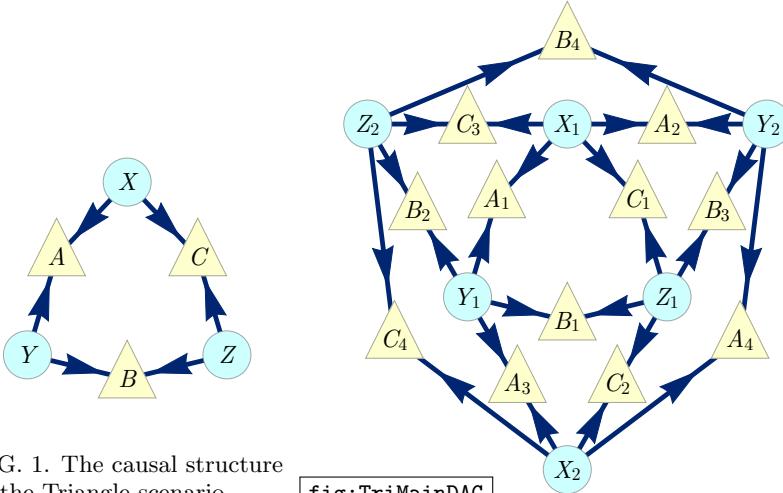 B4
Z2
C3
X1
A2
Y2
X
B2
A1
C1
B3
A
C
Y1
Z1
B1
C4
A4
Y
Z
B
A3
C2
X2
G. 1. The causal structure
the Triangle scenario
fig:TriMainDAG